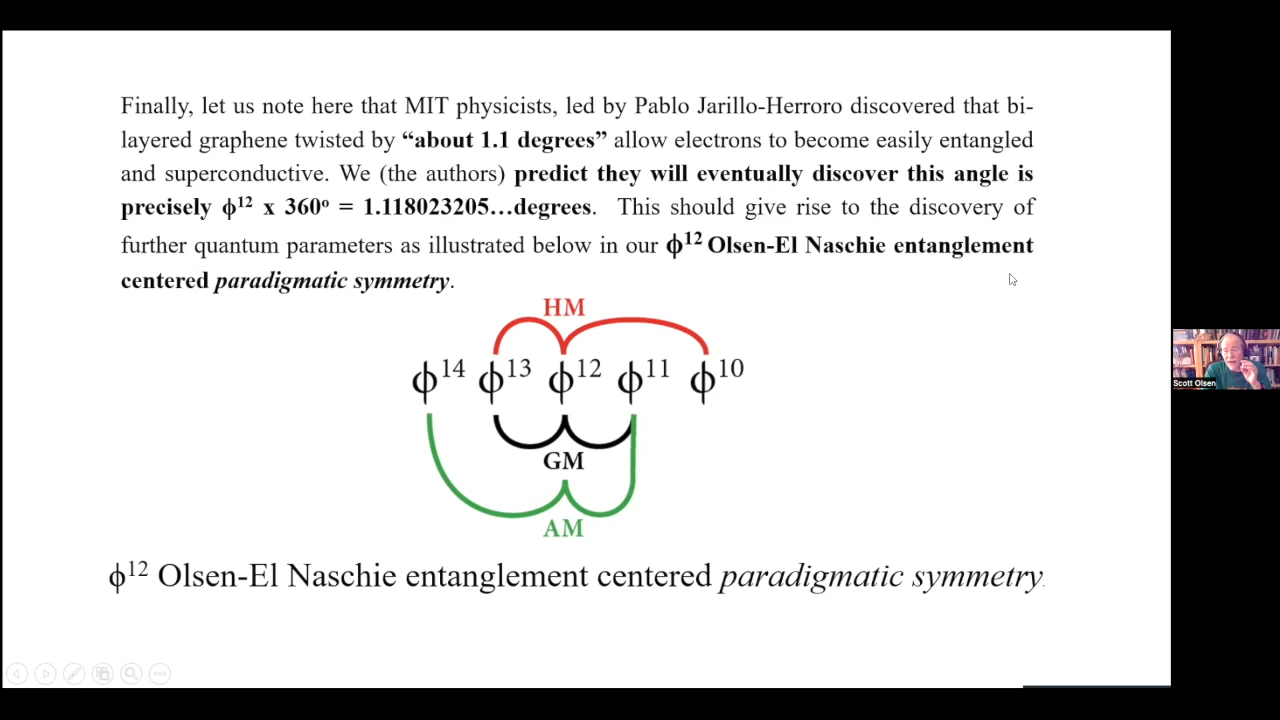 Finally, let us note here that MIT physicists, led by Pablo Jarillo-Herroro discovered that bi-
layered graphene twisted by “about 1.1 degrees” allow electrons to become easily entangled
and superconductive. We (the authors) predict they will eventually discover this angle is
precisely ϕ¹² x 360º = 1.118023205…degrees. This should give rise to the discovery of
further quantum parameters as illustrated below in our ϕ¹² Olsen-El Naschie entanglement
centered paradigmatic symmetry.
HM
ϕ¹⁴ ϕ¹³ ϕ¹² ϕ¹¹ ϕ¹⁰
GM
AM
ϕ¹² Olsen-El Naschie entanglement centered paradigmatic symmetry.
Scott Olsen